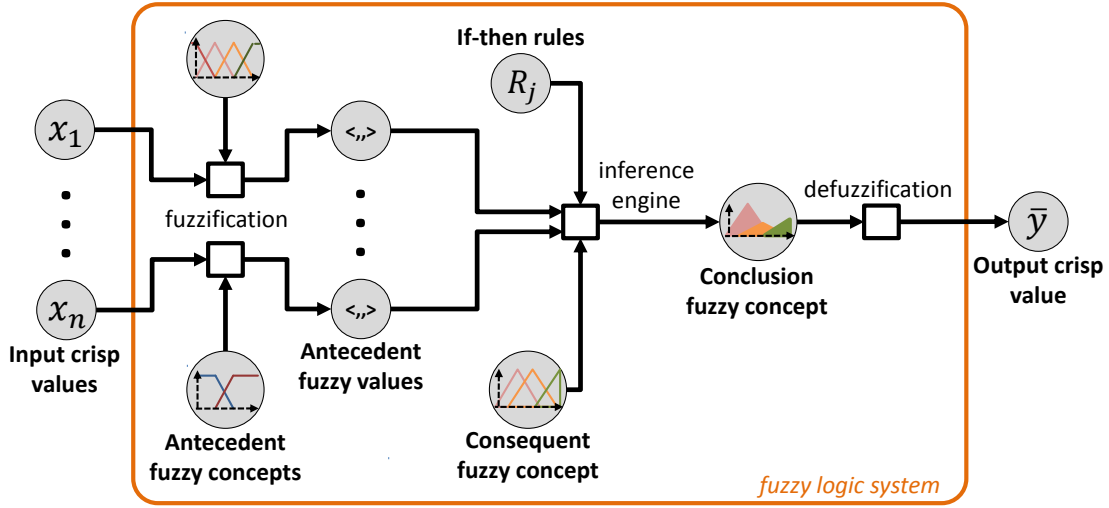 If-then rules
R_j
x_1
<,,>
fuzzification
inference
engine
defuzzification
ȳ
Output crisp
value
x_n
<,,>
Input crisp
values
Antecedent
fuzzy values
Conclusion
fuzzy concept
Antecedent
fuzzy concepts
Consequent
fuzzy concept
fuzzy logic system